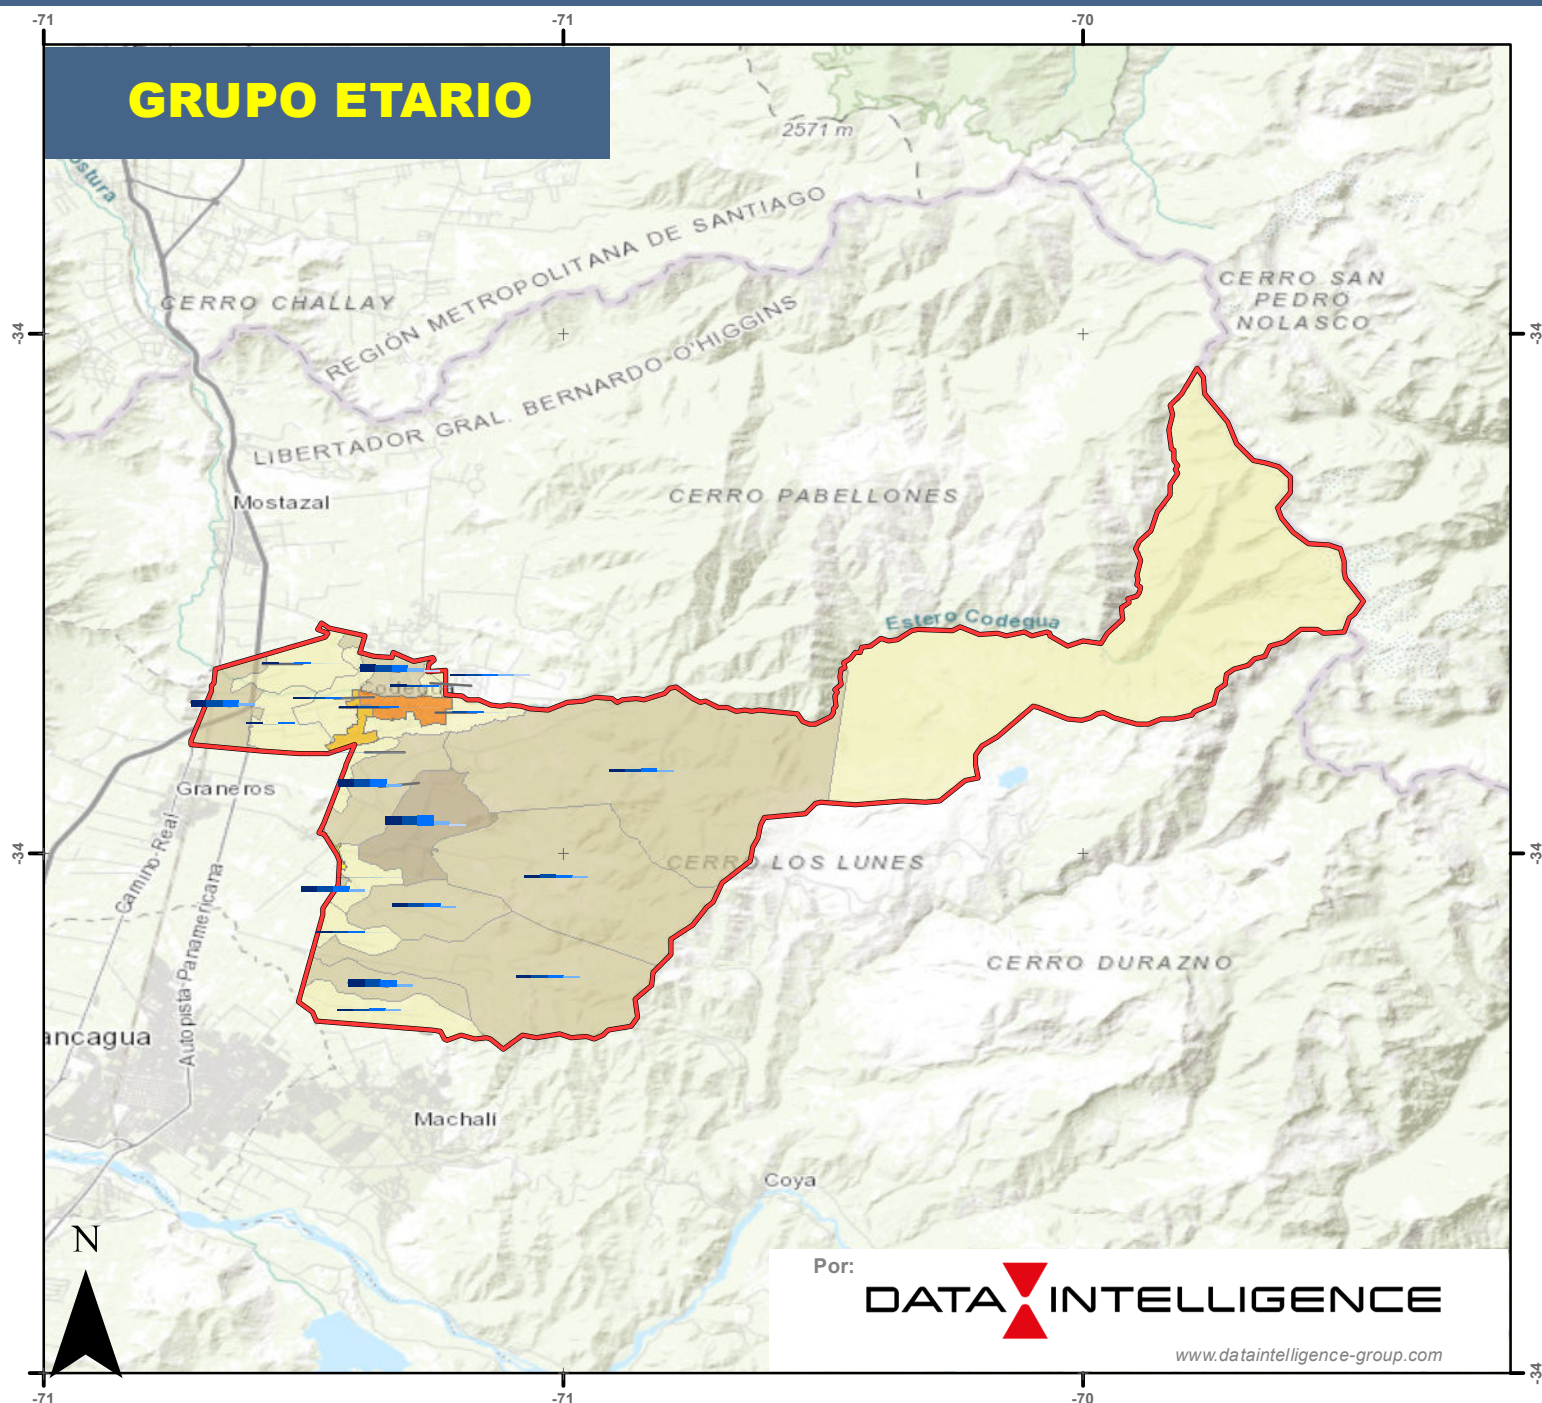 -71
-71
-70
GRUPO ETARIO
2571 m
REGIÓN METROPOLITANA DE SANTIAGO
CERRO SAN
PEDRO
NOLASCO
CERRO CHALLAY
LIBERTADOR GRAL. BERNARDO O'HIGGINS
-34
-34
Mostazal
CERRO PABELLONES
Estero Codegua
Codegua
Graneros
Camino Real
Autopista Panamericana
-34
-34
CERRO LOS LUNES
CERRO DURAZNO
ancagua
Machalí
Coya
N
Por:
DATA INTELLIGENCE
www.dataintelligence-group.com
-34
-71
-71
-70